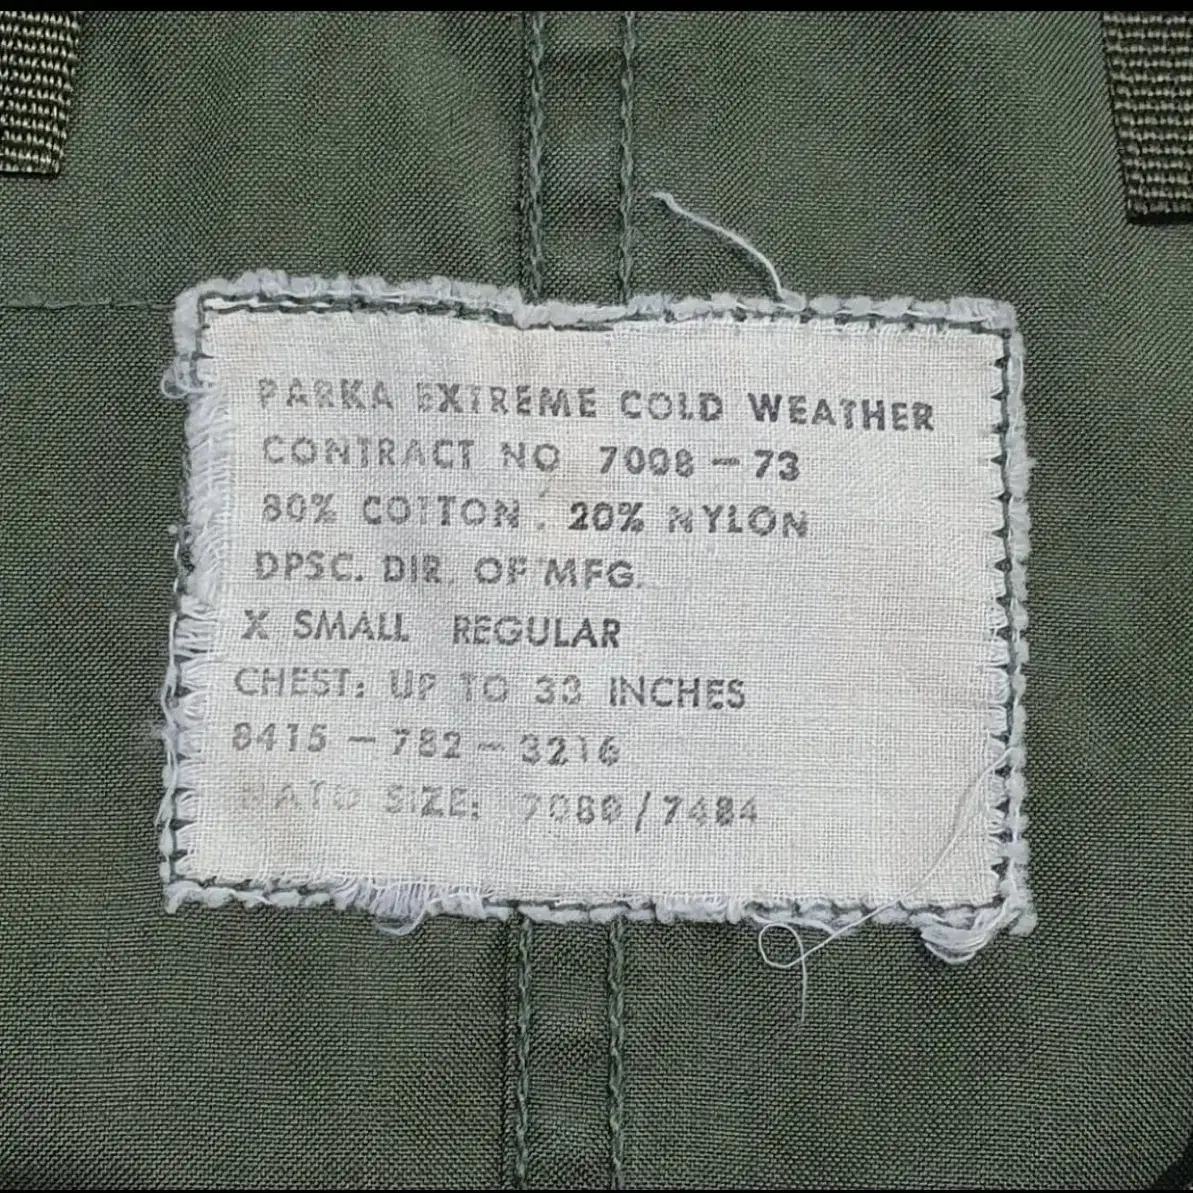 PARKA EXTREME COLD WEATHER
CONTRACT NO 7008 - 73
80% COTTON . 20% NYLON
DPSC. DIR. OF MFG.
X SMALL REGULAR
CHEST: UP TO 33 INCHES
8415 - 782 - 3216
NATO SIZE: 7080/7484